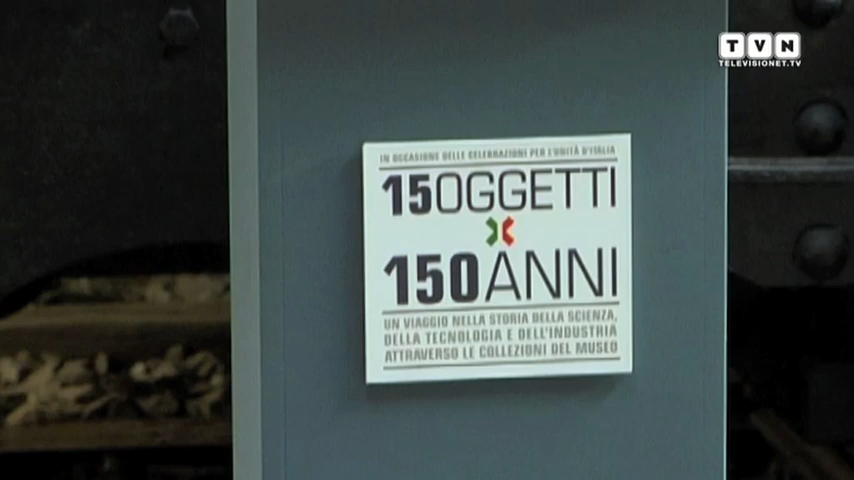 TVN
TELEVISIONET.TV
IN OCCASIONE DELLE CELEBRAZIONI PER L'UNITÀ D'ITALIA
15OGGETTI
150ANNI
UN VIAGGIO NELLA STORIA DELLA SCIENZA,
DELLA TECNOLOGIA E DELL'INDUSTRIA
ATTRAVERSO LE COLLEZIONI DEL MUSEO